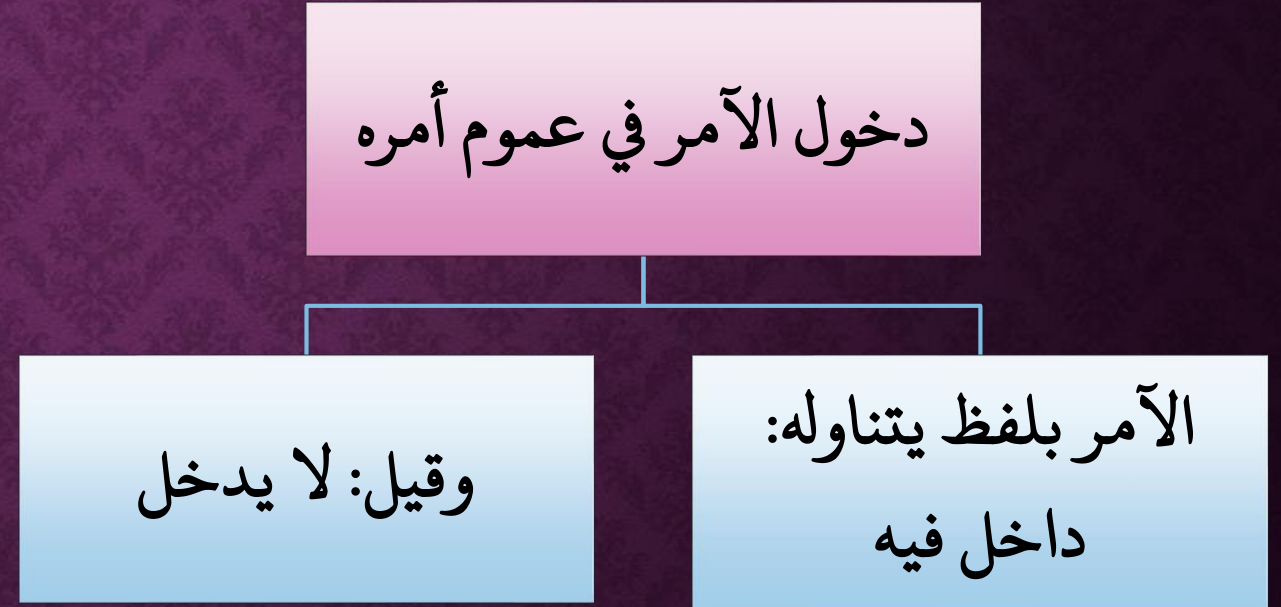 دخول الآمر في عموم أمره
الآمر بلفظ يتناوله:
داخل فيه
وقيل: لا يدخل